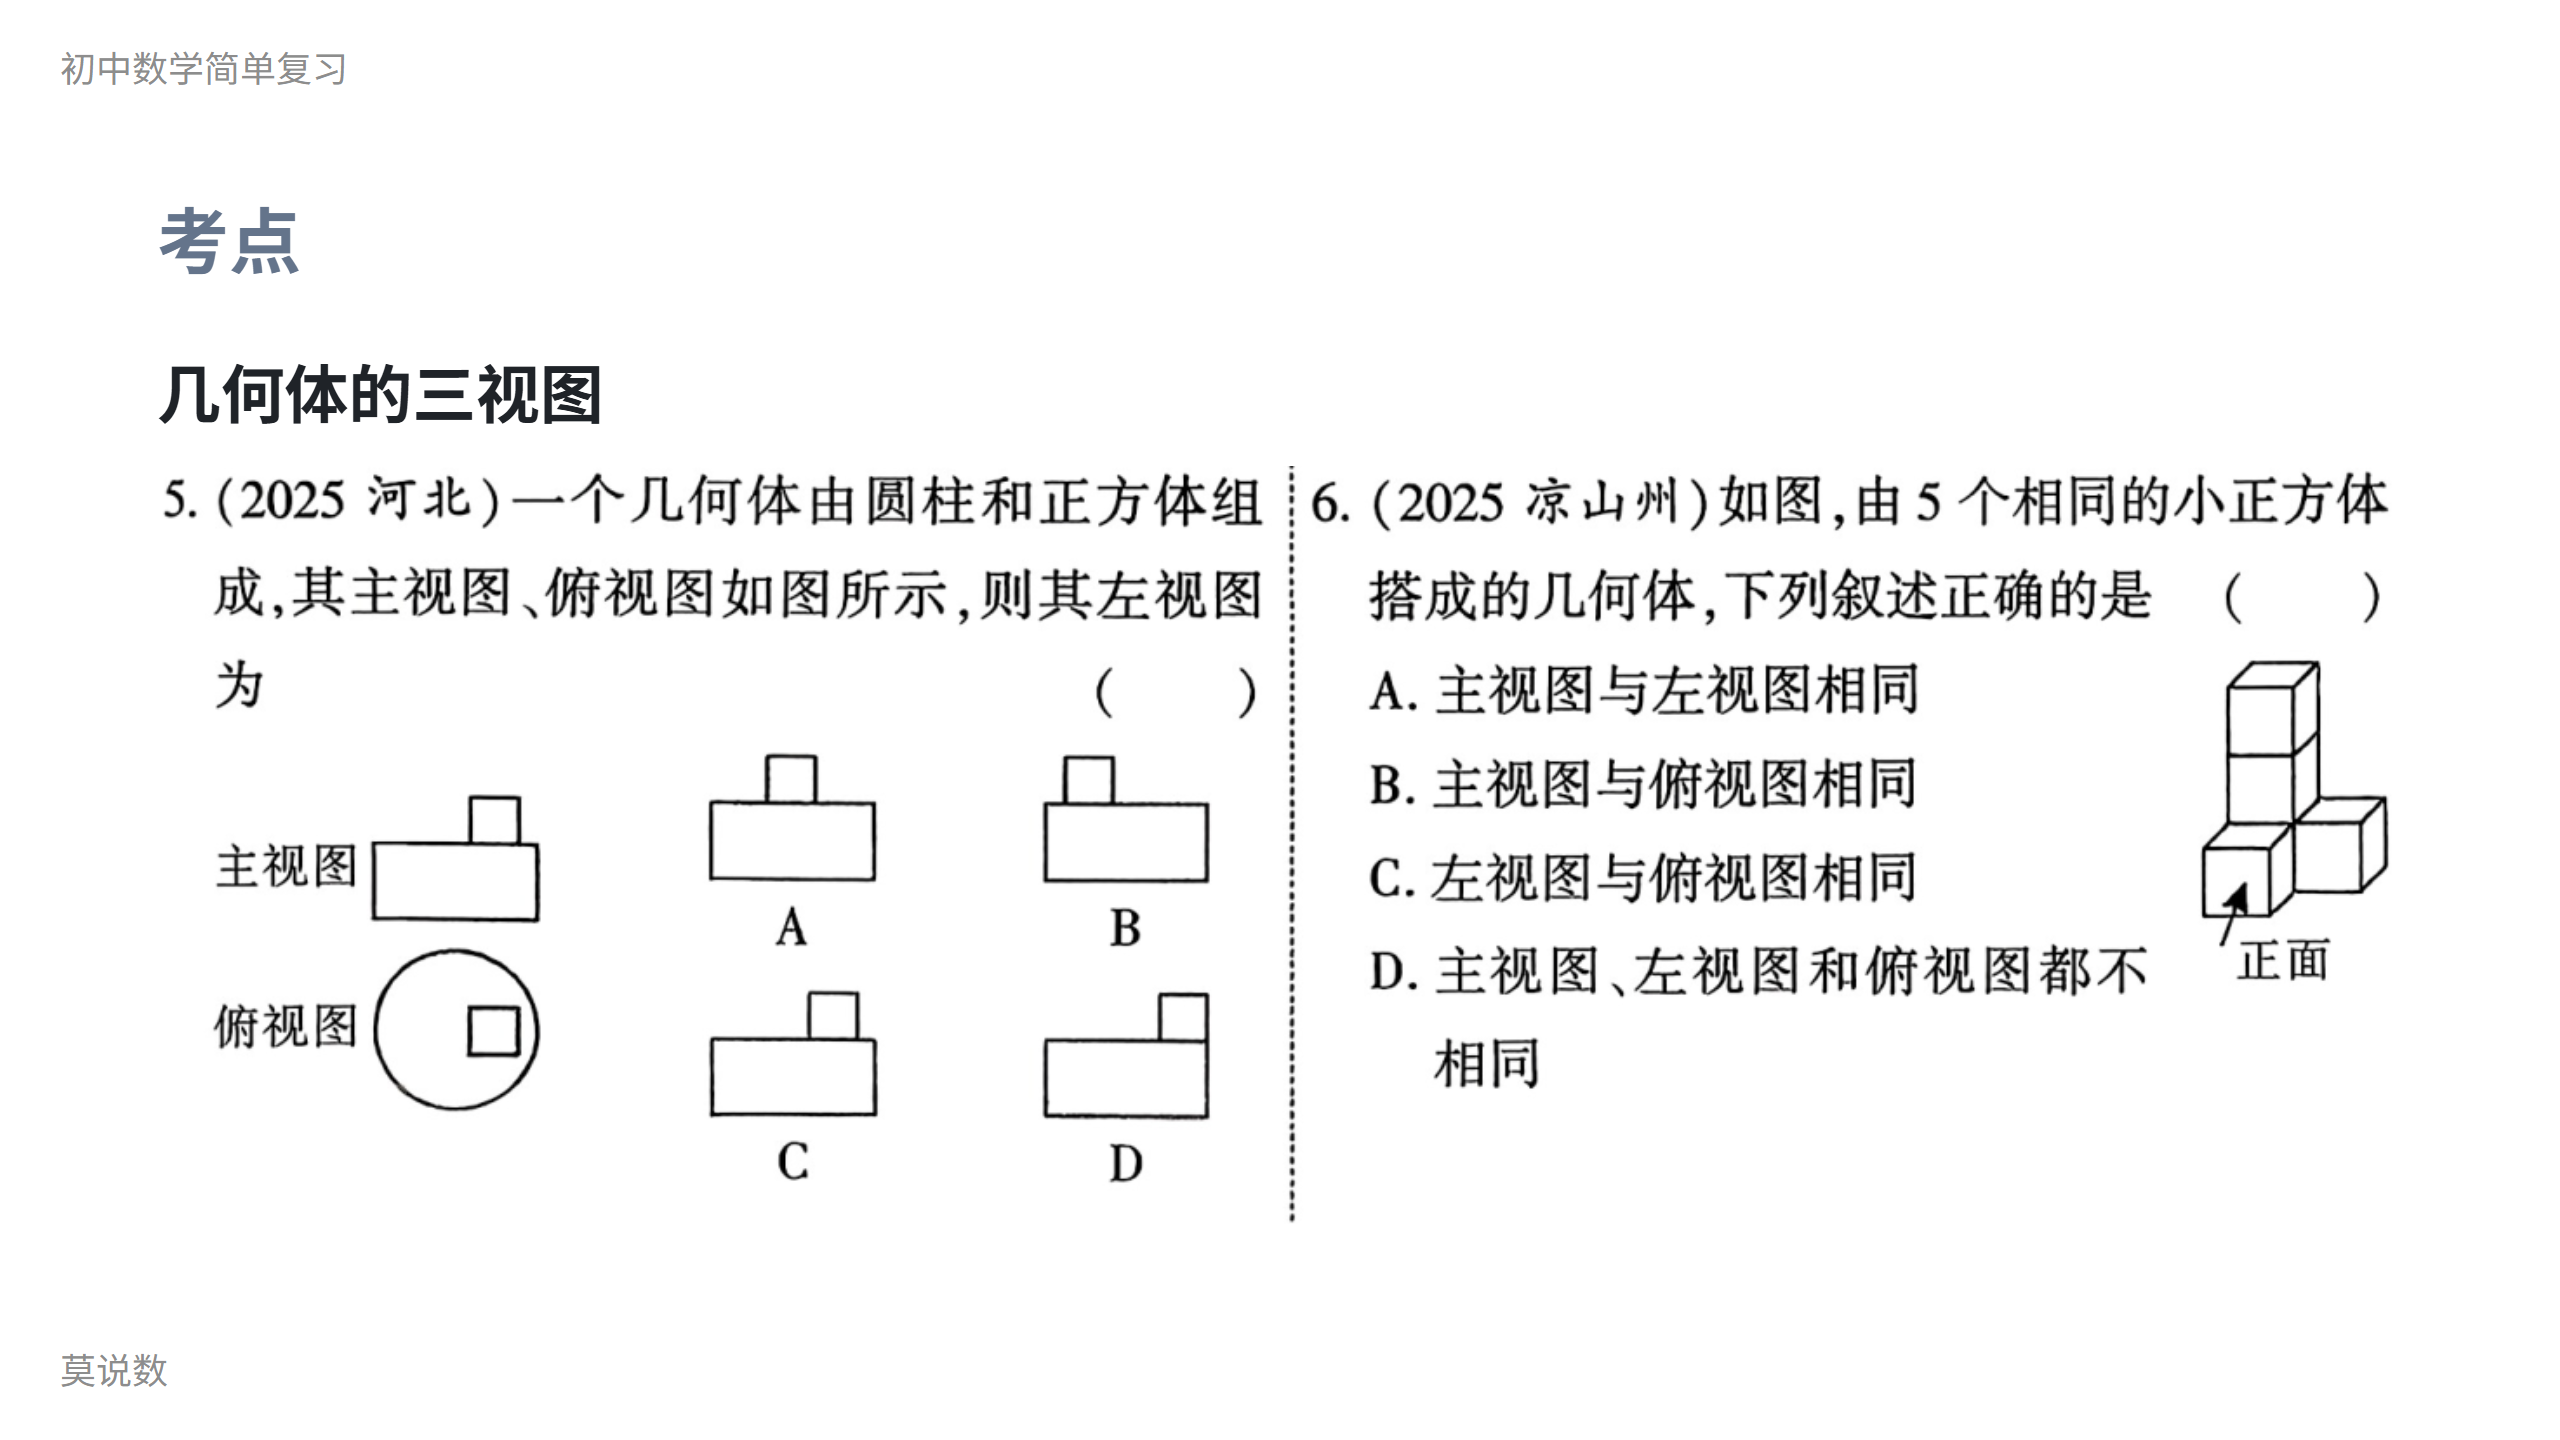 初中数学简单复习
考点
几何体的三视图
5. (2025 河北)一个几何体由圆柱和正方体组
成,其主视图、俯视图如图所示,则其左视图
为 (  )
主视图
俯视图
A
B
C
D
6. (2025 凉山州)如图,由 5 个相同的小正方体
搭成的几何体,下列叙述正确的是 (  )
A. 主视图与左视图相同
B. 主视图与俯视图相同
C. 左视图与俯视图相同
D. 主视图、左视图和俯视图都不
相同
正面
莫说数